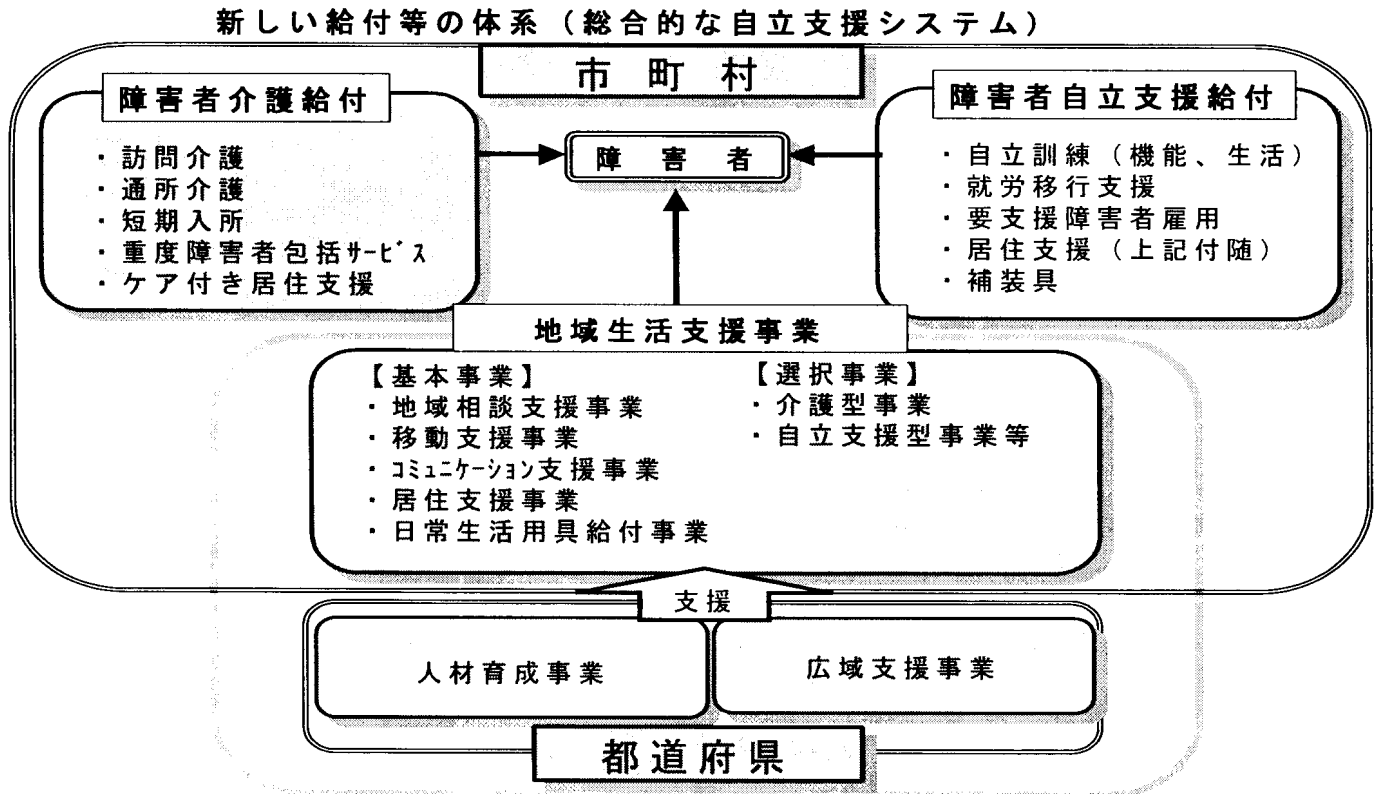 新しい給付等の体系（総合的な自立支援システム）
市町村
障害者介護給付
・訪問介護
・通所介護
・短期入所
・重度障害者包括ｻｰﾋﾞｽ
・ケア付き居住支援
障害者
障害者自立支援給付
・自立訓練（機能、生活）
・就労移行支援
・要支援障害者雇用
・居住支援（上記付随）
・補装具
地域生活支援事業
【基本事業】
・地域相談支援事業
・移動支援事業
・ｺﾐｭﾆｹｰｼｮﾝ支援事業
・居住支援事業
・日常生活用具給付事業
【選択事業】
・介護型事業
・自立支援型事業等
支援
人材育成事業
広域支援事業
都道府県